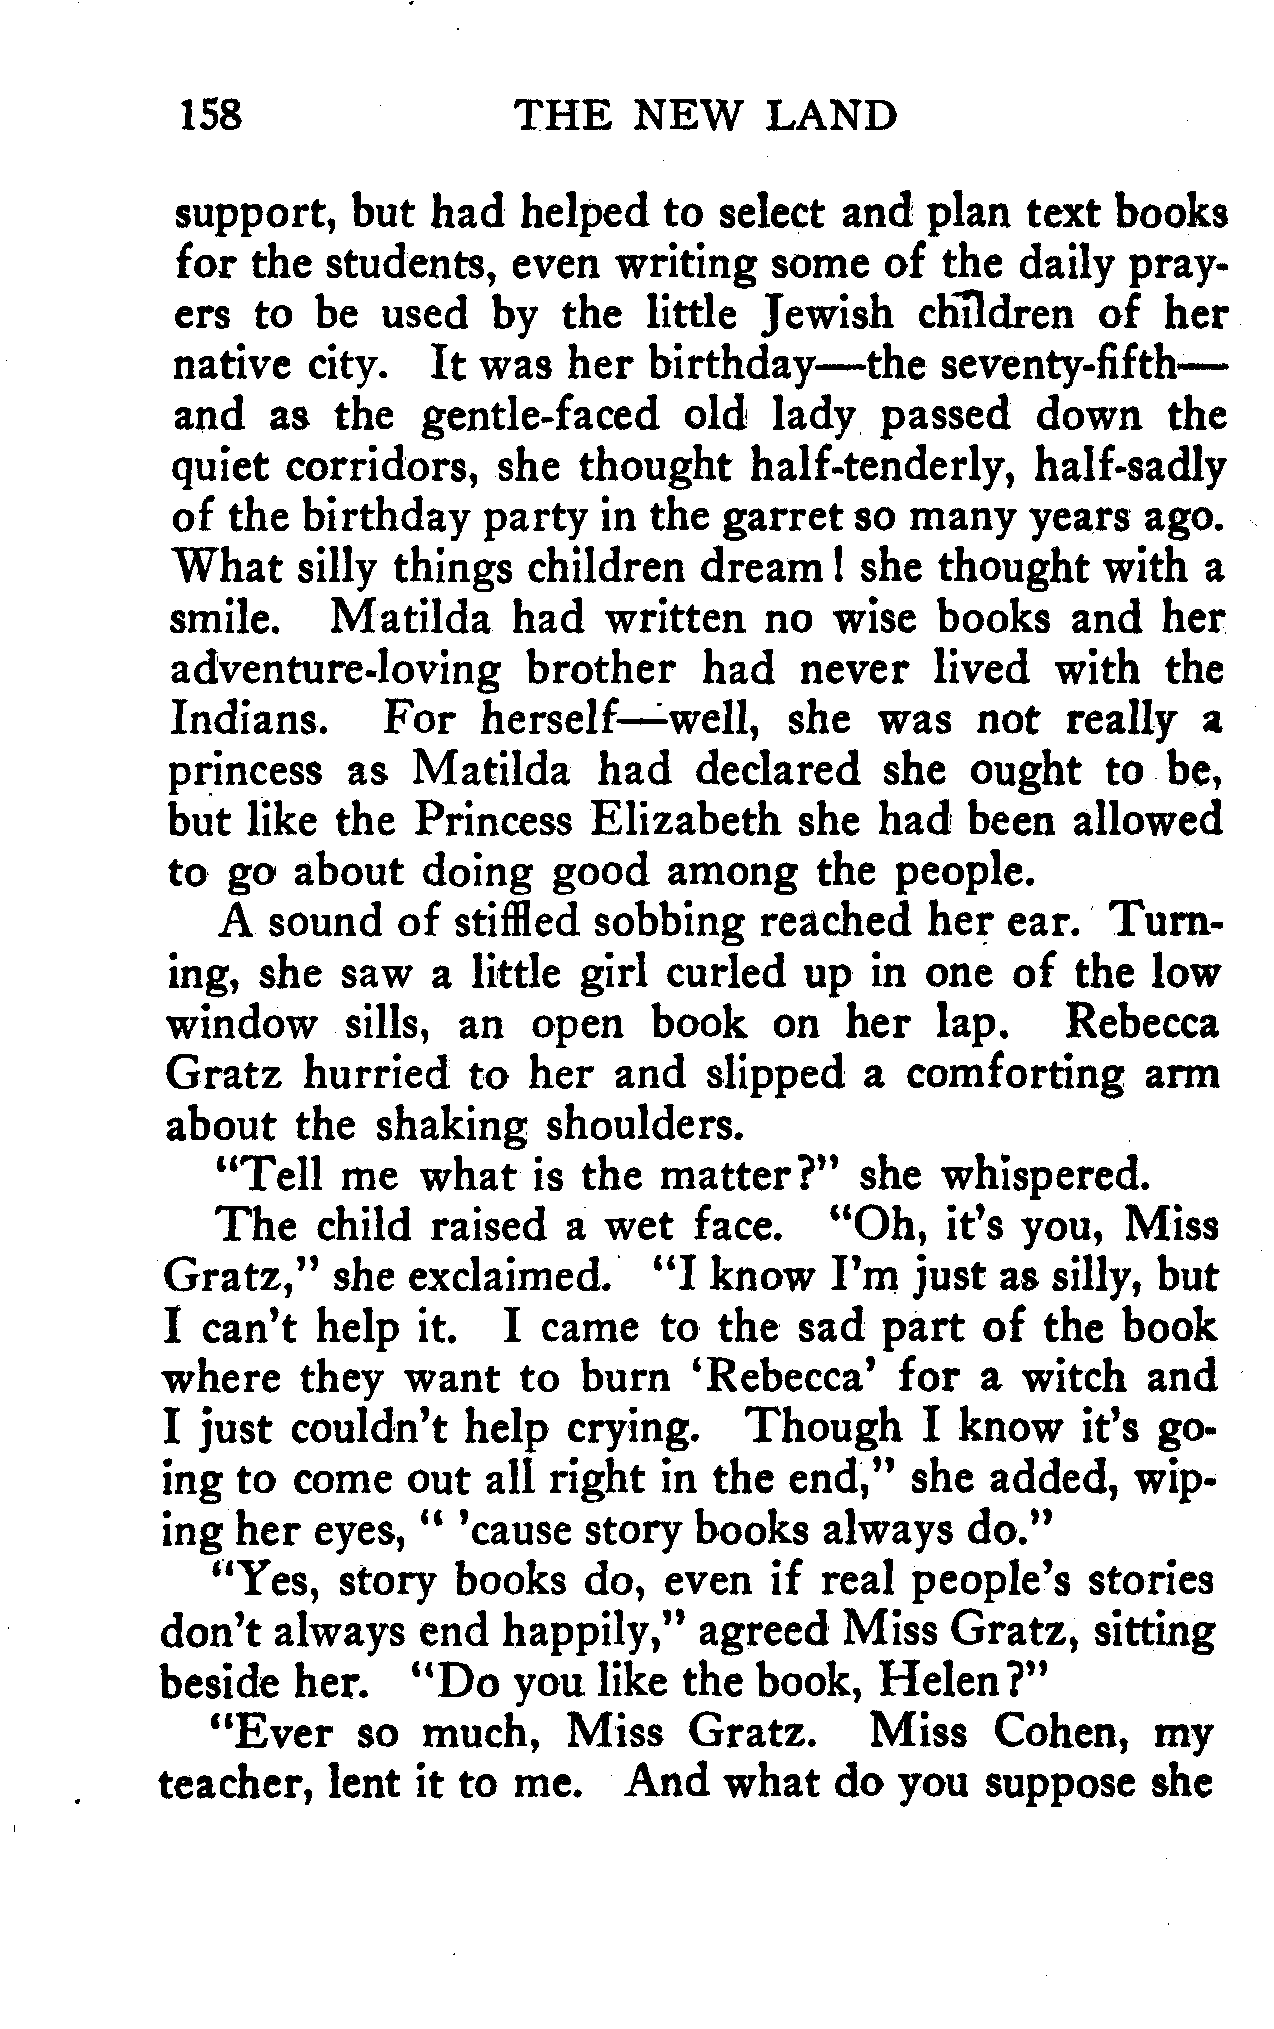 158 THE NEW LAND
support, but had helped to select and plan text books
for the students, even writing some of the daily pray-
ers to be used by the little Jewish children of her
native city. It was her birthday—the seventy-fifth—
and as the gentle-faced old lady passed down the
quiet corridors, she thought half-tenderly, half-sadly
of the birthday party in the garret so many years ago.
What silly things children dream! she thought with a
smile. Matilda had written no wise books and her
adventure-loving brother had never lived with the
Indians. For herself—well, she was not really a
princess as Matilda had declared she ought to be,
but like the Princess Elizabeth she had been allowed
to go about doing good among the people.
A sound of stiffled sobbing reached her ear. Turn-
ing, she saw a little girl curled up in one of the low
window sills, an open book on her lap. Rebecca
Gratz hurried to her and slipped a comforting arm
about the shaking shoulders.
"Tell me what is the matter?" she whispered.
The child raised a wet face. "Oh, it's you, Miss
Gratz," she exclaimed. "I know I'm just as silly, but
I can't help it. I came to the sad part of the book
where they want to burn 'Rebecca' for a witch and
I just couldn't help crying. Though I know it's go-
ing to come out all right in the end," she added, wip-
ing her eyes, " 'cause story books always do."
"Yes, story books do, even if real people's stories
don't always end happily," agreed Miss Gratz, sitting
beside her. "Do you like the book, Helen?"
"Ever so much, Miss Gratz. Miss Cohen, my
teacher, lent it to me. And what do you suppose she